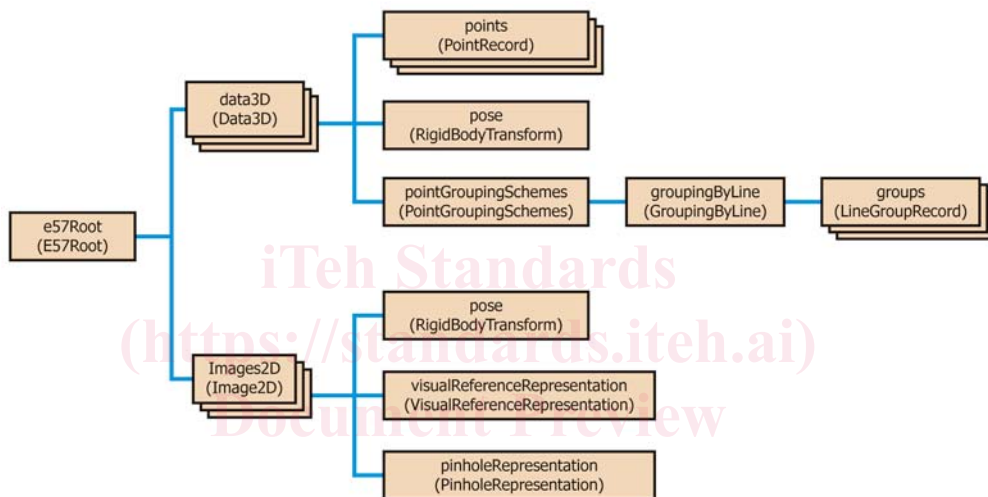 points
(PointRecord)
data3D
(Data3D)
pose
(RigidBodyTransform)
pointGroupingSchemes
(PointGroupingSchemes)
groupingByLine
(GroupingByLine)
groups
(LineGroupRecord)
e57Root
(E57Root)
iTeh Standards
pose
(RigidBodyTransform)
(https://standards.iteh.ai)
Images2D
(Image2D)
visualReferenceRepresentation
(VisualReferenceRepresentation)
Document Preview
pinholeRepresentation
(PinholeRepresentation)